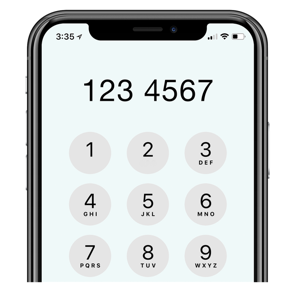 3:35
123 4567
1 2 3
DEF
4 5 6
GHI JKL MNO
7 8 9
PQRS TUV WXYZ